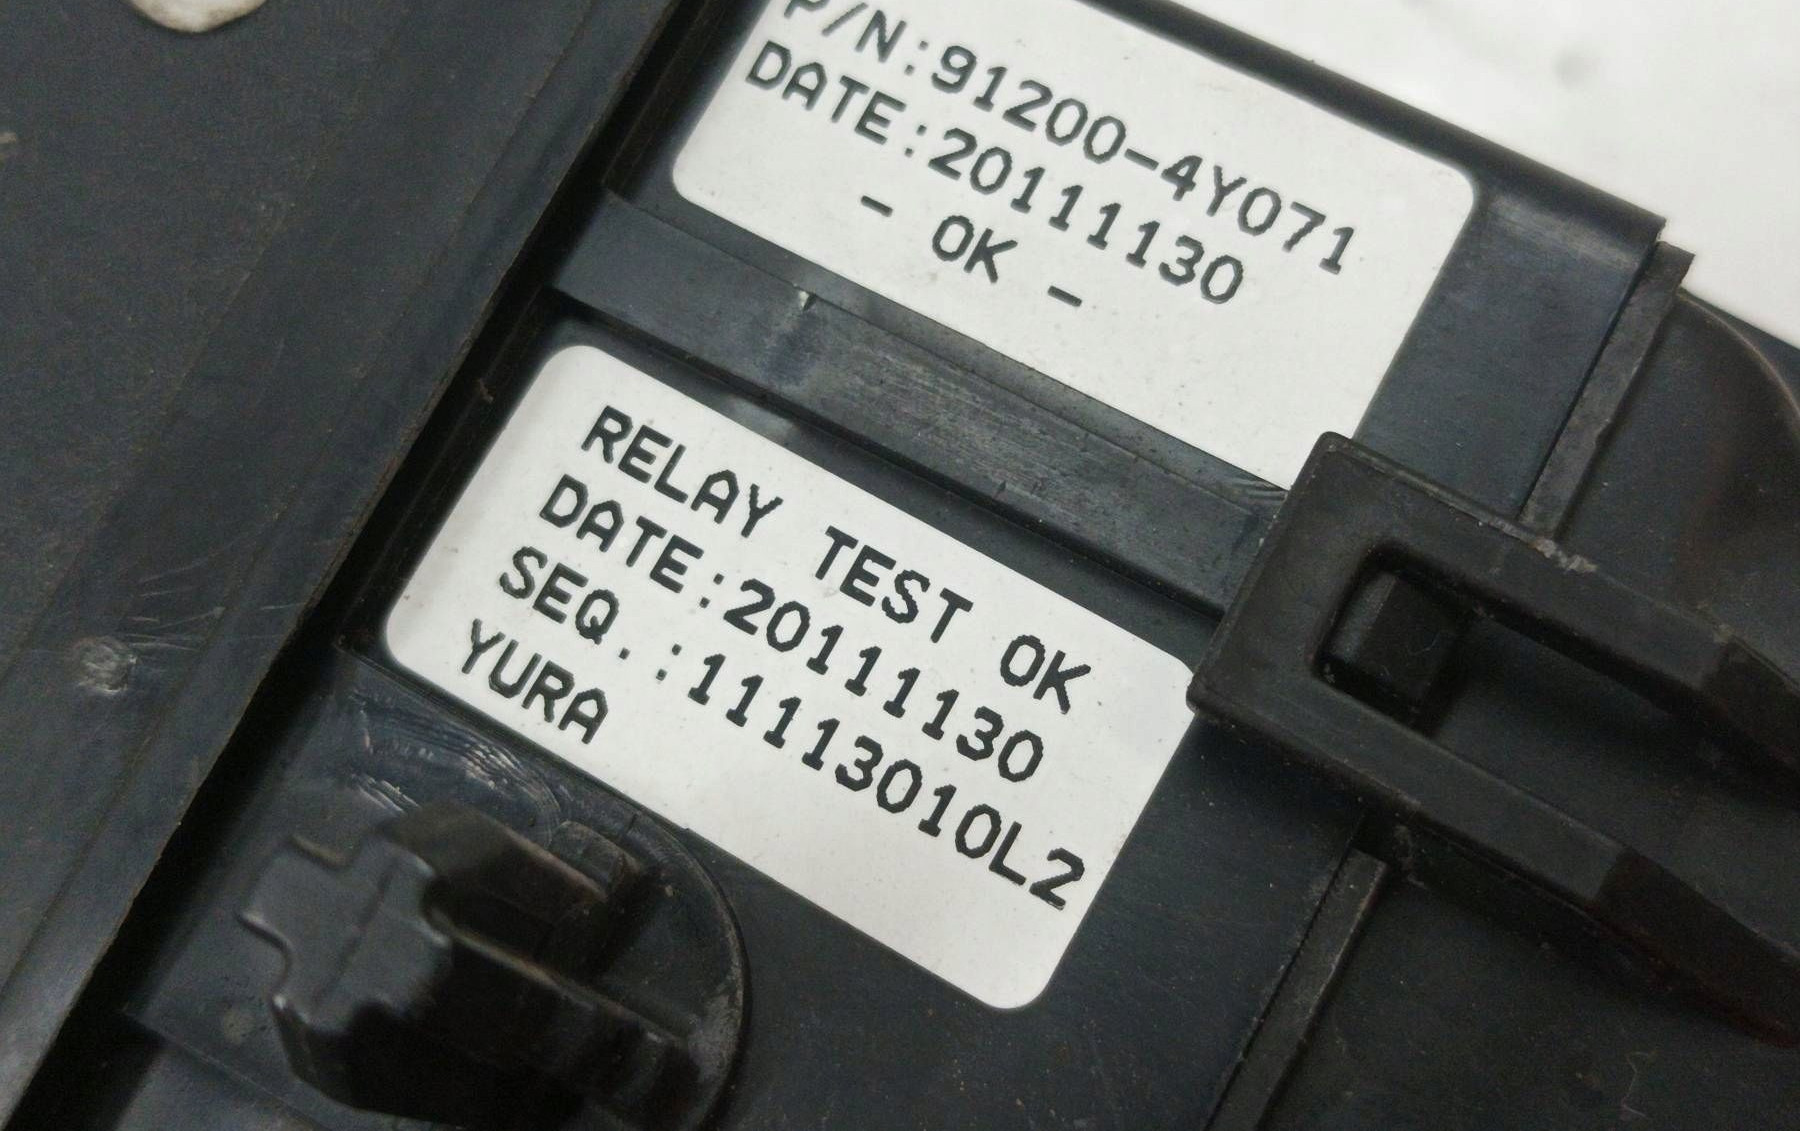 P/N:91200-4Y071
DATE:20111130
- OK -
RELAY TEST OK
DATE:20111130
SEQ.:11113010L2
YURA